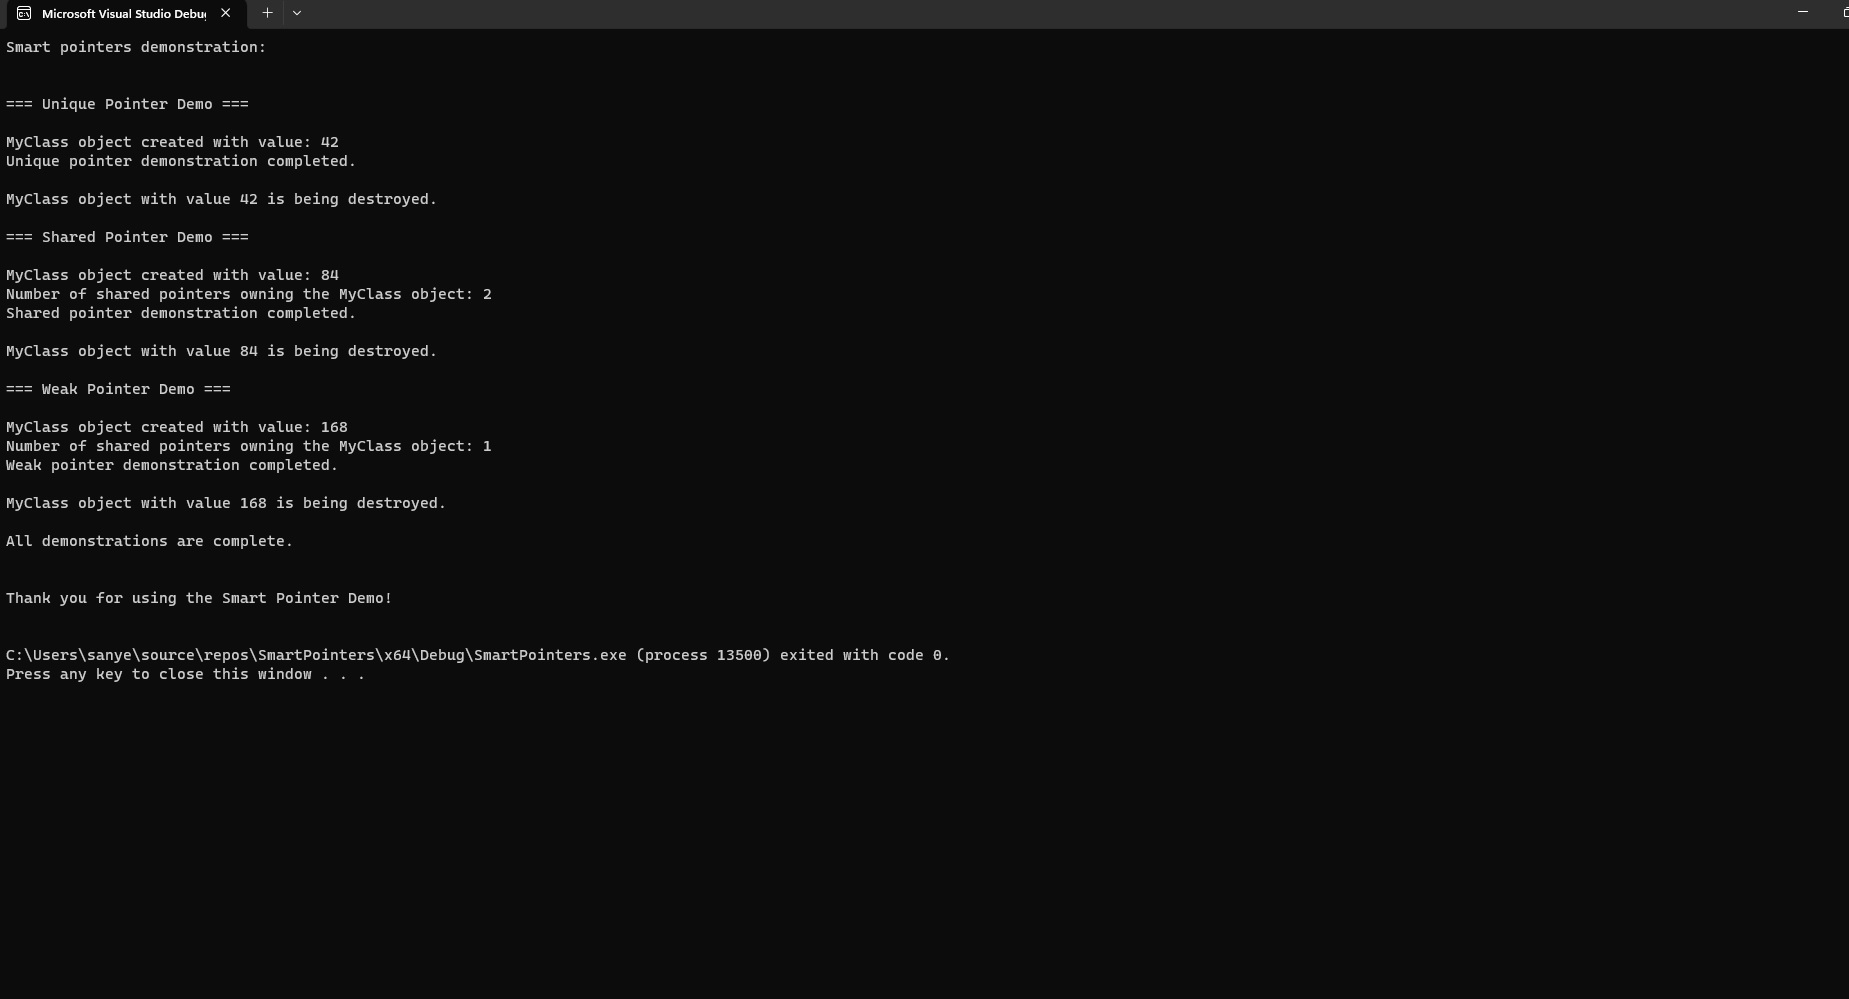 Microsoft Visual Studio Debu
Smart pointers demonstration:
=== Unique Pointer Demo ===
MyClass object created with value: 42
Unique pointer demonstration completed.
MyClass object with value 42 is being destroyed.
=== Shared Pointer Demo ===
MyClass object created with value: 84
Number of shared pointers owning the MyClass object: 2
Shared pointer demonstration completed.
MyClass object with value 84 is being destroyed.
=== Weak Pointer Demo ===
MyClass object created with value: 168
Number of shared pointers owning the MyClass object: 1
Weak pointer demonstration completed.
MyClass object with value 168 is being destroyed.
All demonstrations are complete.
Thank you for using the Smart Pointer Demo!
C:\Users\sanye\source\repos\SmartPointers\x64\Debug\SmartPointers.exe (process 13500) exited with code 0.
Press any key to close this window . . .